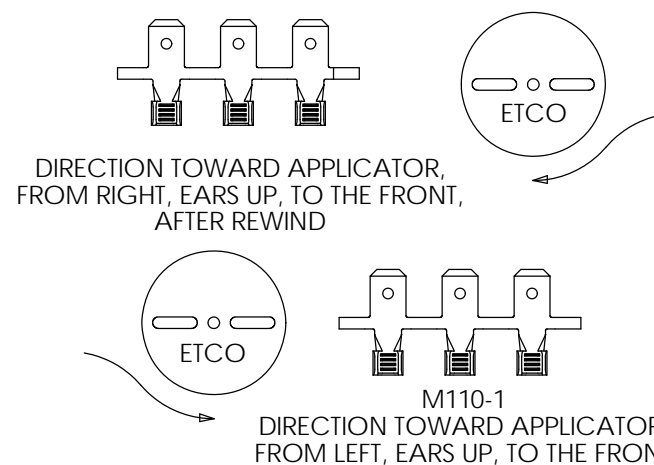 ETCO
DIRECTION TOWARD APPLICATOR,
FROM RIGHT, EARS UP, TO THE FRONT,
AFTER REWIND
ETCO
M110-1
DIRECTION TOWARD APPLICATOR
FROM LEFT, EARS UP, TO THE FRON